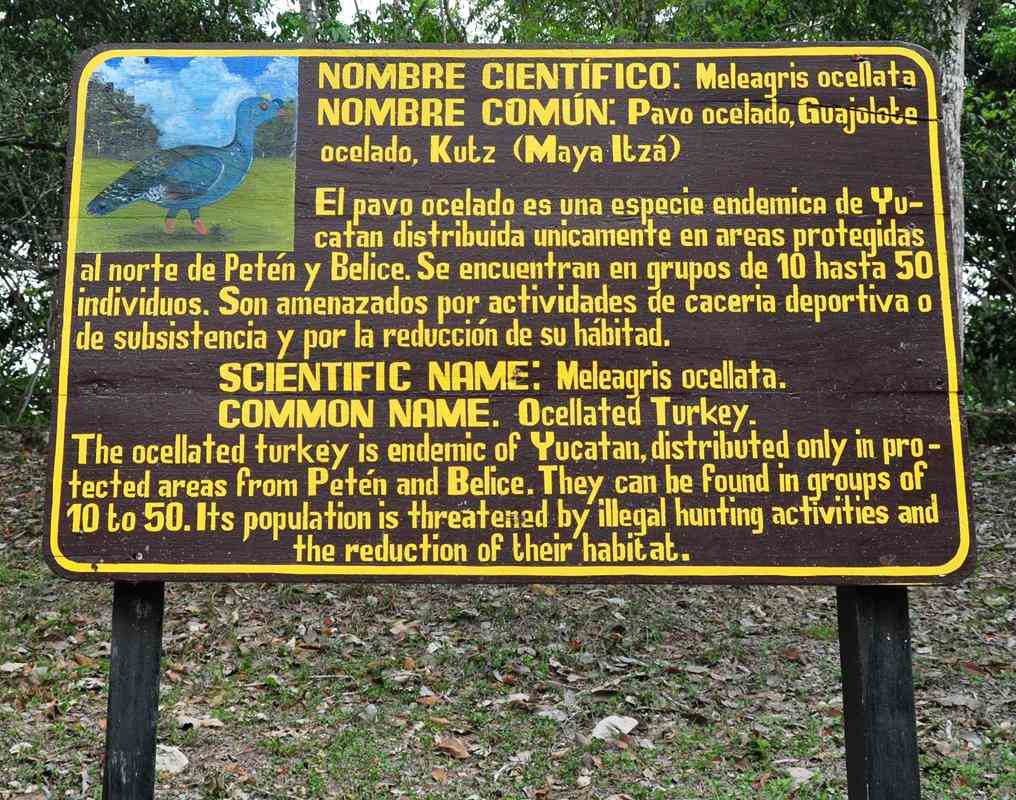 NOMBRE CIENTÍFICO: Meleagris ocellata
NOMBRE COMÚN: Pavo ocelado, Guajolote
ocelado, Kutz (Maya Itzá)
El pavo ocelado es una especie endemica de Yu-
catan distribuida unicamente en areas protegidas
al norte de Petén y Belice. Se encuentran en grupos de 10 hasta 50
individuos. Son amenazados por actividades de caceria deportiva o
de subsistencia y por la reducción de su hábitad.
SCIENTIFIC NAME: Meleagris ocellata.
COMMON NAME. Ocellated Turkey.
The ocellated turkey is endemic of Yucatan, distributed only in pro-
tected areas from Petén and Belice. They can be found in groups of
10 to 50. Its population is threatened by illegal hunting activities and
the reduction of their habitat.